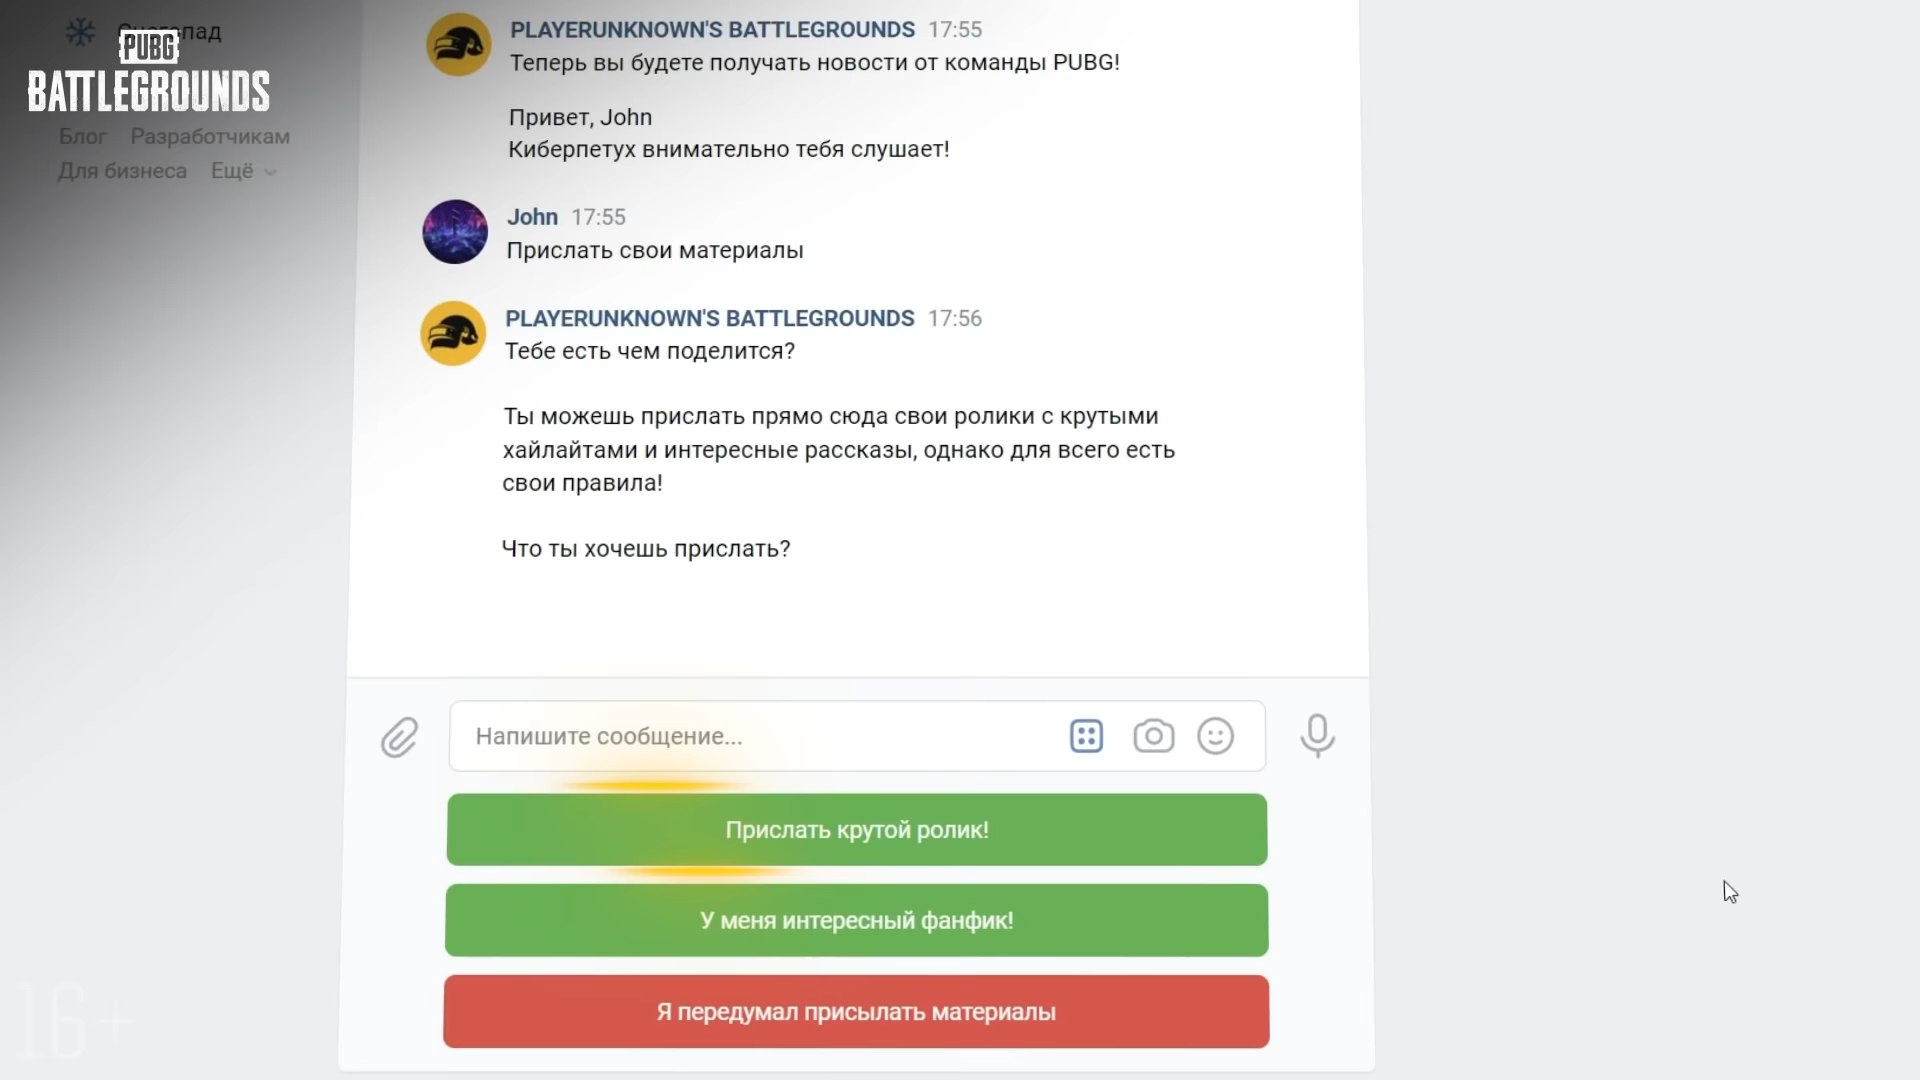 Снегопад
PUBG
BATTLEGROUNDS
Блог Разработчикам
Для бизнеса Ещё
PLAYERUNKNOWN'S BATTLEGROUNDS 17:55
Теперь вы будете получать новости от команды PUBG!
Привет, John
Киберпетух внимательно тебя слушает!
John 17:55
Прислать свои материалы
PLAYERUNKNOWN'S BATTLEGROUNDS 17:56
Тебе есть чем поделится?
Ты можешь прислать прямо сюда свои ролики с крутыми
хайлайтами и интересные рассказы, однако для всего есть
свои правила!
Что ты хочешь прислать?
Напишите сообщение...
Прислать крутой ролик!
У меня интересный фанфик!
Я передумал присылать материалы
16+